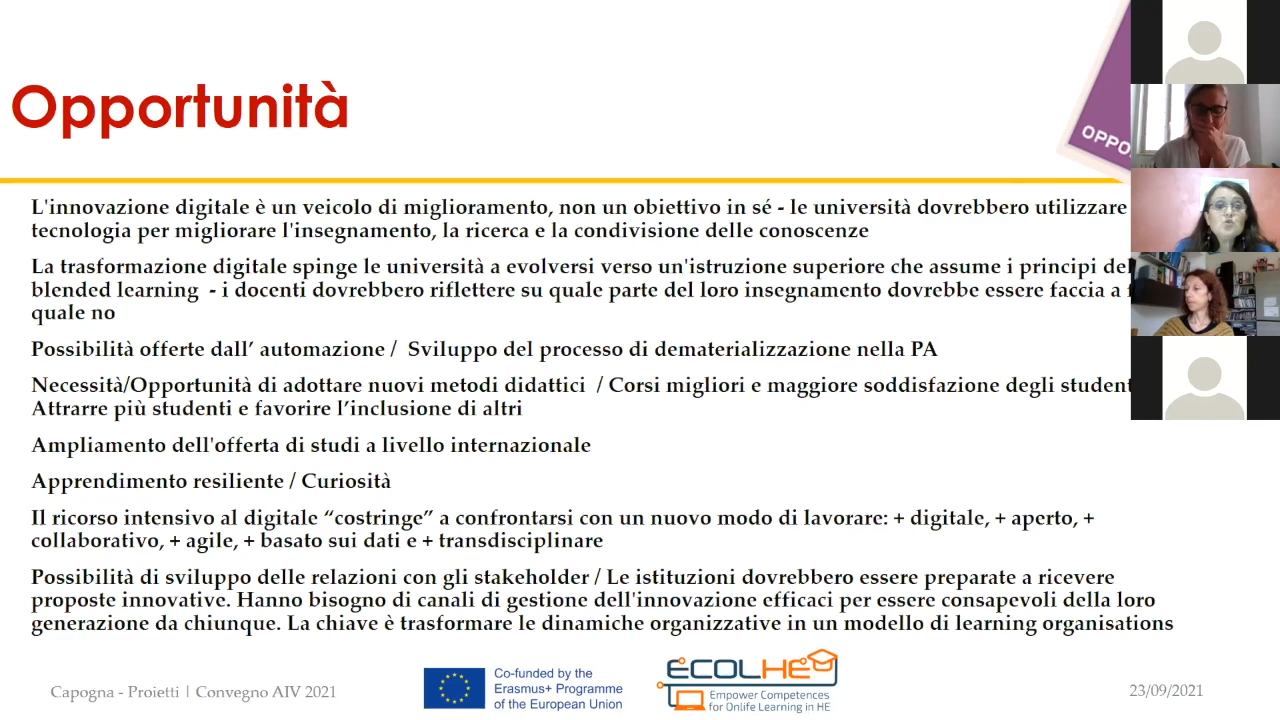 Opportunità
OPPO
L'innovazione digitale è un veicolo di miglioramento, non un obiettivo in sé - le università dovrebbero utilizzare
tecnologia per migliorare l'insegnamento, la ricerca e la condivisione delle conoscenze
La trasformazione digitale spinge le università a evolversi verso un'istruzione superiore che assume i principi del
blended learning - i docenti dovrebbero riflettere su quale parte del loro insegnamento dovrebbe essere faccia a
quale no
Possibilità offerte dall’ automazione / Sviluppo del processo di dematerializzazione nella PA
Necessità/Opportunità di adottare nuovi metodi didattici / Corsi migliori e maggiore soddisfazione degli student
Attrarre più studenti e favorire l’inclusione di altri
Ampliamento dell'offerta di studi a livello internazionale
Apprendimento resiliente / Curiosità
Il ricorso intensivo al digitale “costringe” a confrontarsi con un nuovo modo di lavorare: + digitale, + aperto, +
collaborativo, + agile, + basato sui dati e + transdisciplinare
Possibilità di sviluppo delle relazioni con gli stakeholder / Le istituzioni dovrebbero essere preparate a ricevere
proposte innovative. Hanno bisogno di canali di gestione dell'innovazione efficaci per essere consapevoli della loro
generazione da chiunque. La chiave è trasformare le dinamiche organizzative in un modello di learning organisations
Capogna - Proietti | Convegno AIV 2021
Co-funded by the
Erasmus+ Programme
of the European Union
ECOLHE
Empower Competences
for Onlife Learning in HE
23/09/2021